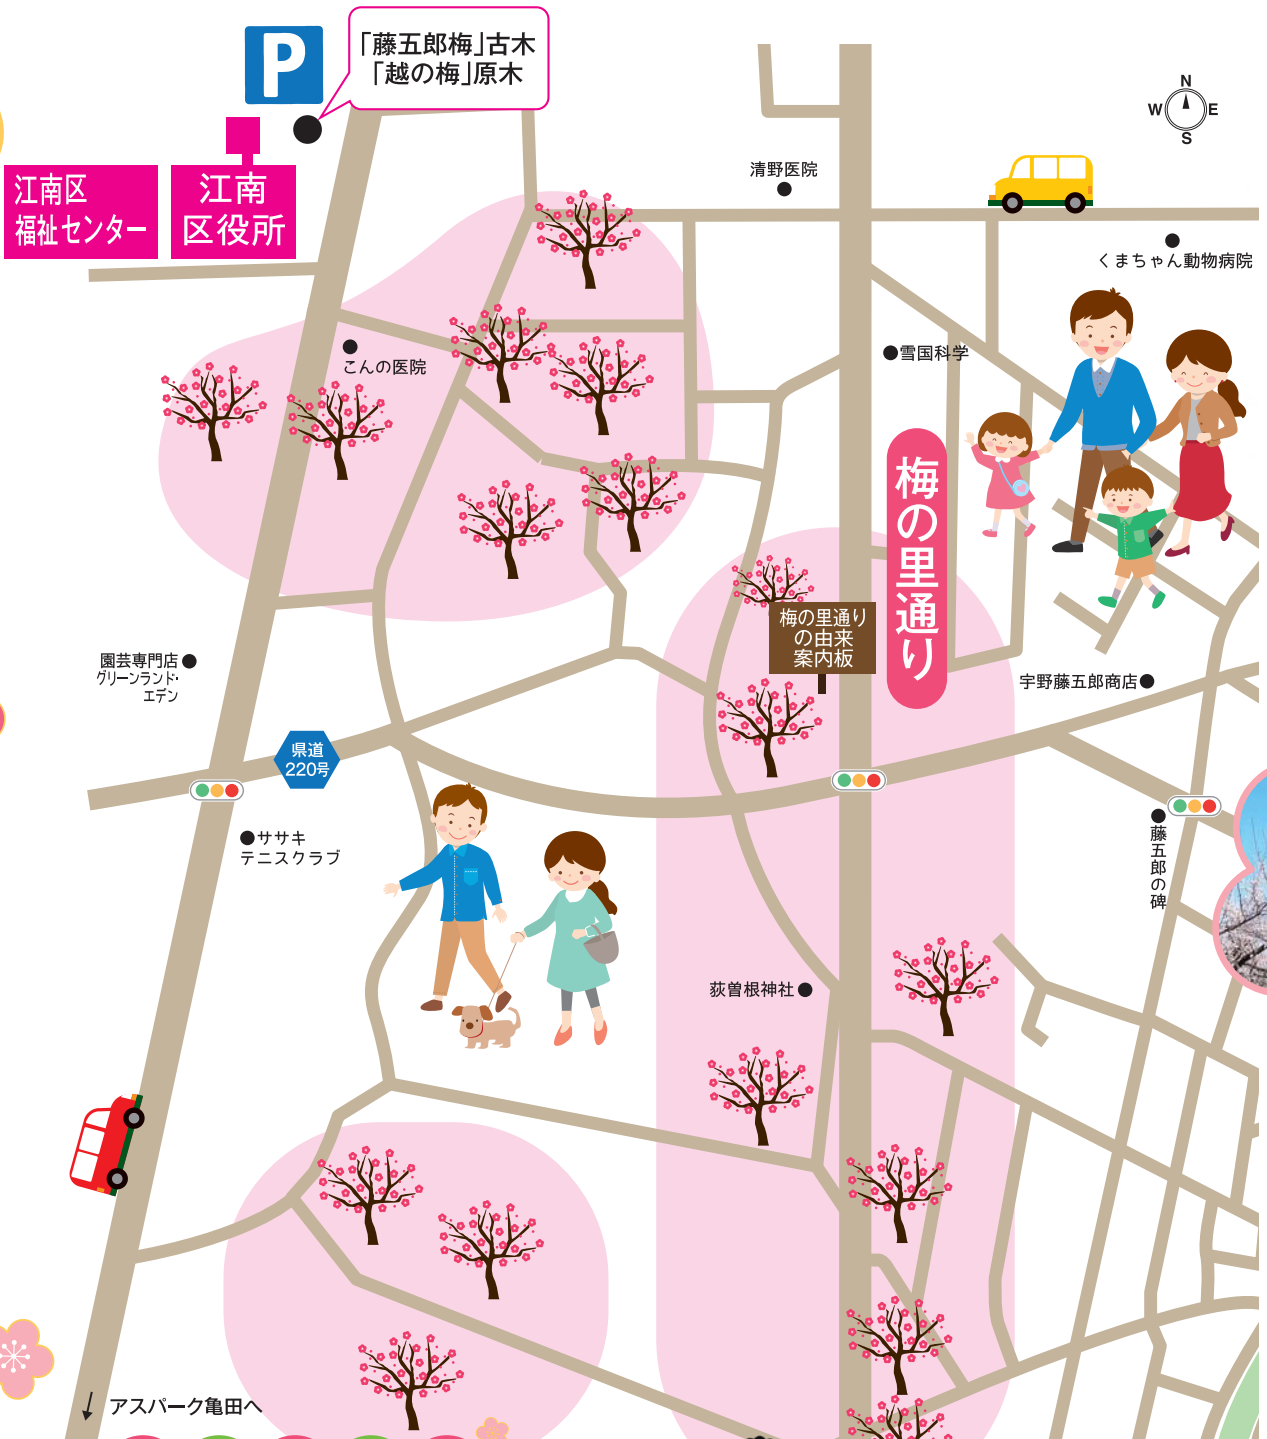 P
「藤五郎梅」古木
「越の梅」原木
N
W
E
S
清野医院
江南区
福祉センター
江南
区役所
くまちゃん動物病院
こんの医院
雪国科学
梅の里通り
梅の里通り
の由来
案内板
園芸専門店
グリーンランド・
エデン
宇野藤五郎商店
県道
220号
ササキ
テニスクラブ
藤五郎の碑
荻曽根神社
アスパーク亀田へ